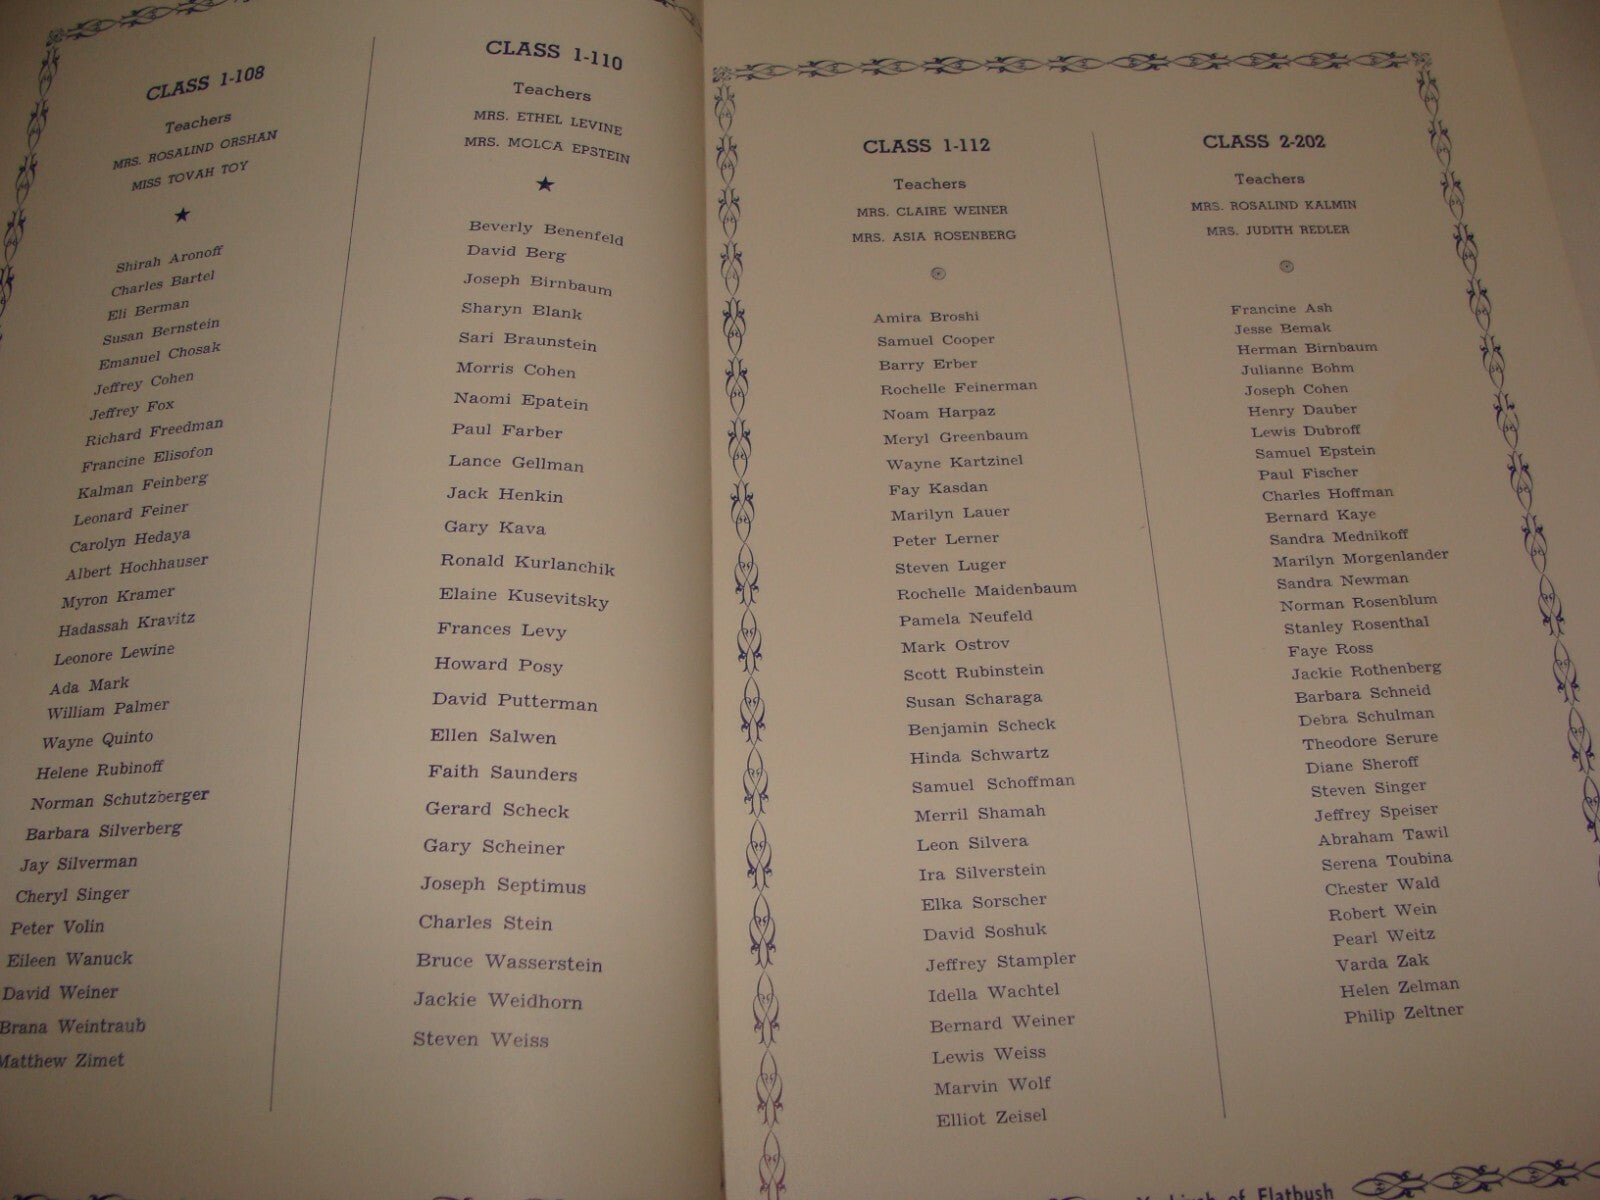 CLASS 1-108
Teachers
MRS. ROSALIND ORSHAN
MISS TOVAH TOY
Shirah Aronoff
Charles Bartel
Eli Berman
Susan Bernstein
Emanuel Chosak
Jeffrey Cohen
Jeffrey Fox
Richard Freedman
Francine Elisofon
Kalman Feinberg
Leonard Feiner
Carolyn Hedaya
Albert Hochhauser
Myron Kramer
Hadassah Kravitz
Leonore Lewine
Ada Mark
William Palmer
Wayne Quinto
Helene Rubinoff
Norman Schutzberger
Barbara Silverberg
Jay Silverman
Cheryl Singer
Peter Volin
Eileen Wanuck
David Weiner
Brana Weintraub
Matthew Zimet
CLASS 1-110
Teachers
MRS. ETHEL LEVINE
MRS. MOLCA EPSTEIN
Beverly Benenfeld
David Berg
Joseph Birnbaum
Sharyn Blank
Sari Braunstein
Morris Cohen
Naomi Epatein
Paul Farber
Lance Gellman
Jack Henkin
Gary Kava
Ronald Kurlanchik
Elaine Kusevitsky
Frances Levy
Howard Posy
David Putterman
Ellen Salwen
Faith Saunders
Gerard Scheck
Gary Scheiner
Joseph Septimus
Charles Stein
Bruce Wasserstein
Jackie Weidhorn
Steven Weiss
CLASS 1-112
Teachers
MRS. CLAIRE WEINER
MRS. ASIA ROSENBERG
Amira Broshi
Samuel Cooper
Barry Erber
Rochelle Feinerman
Noam Harpaz
Meryl Greenbaum
Wayne Kartzinel
Fay Kasdan
Marilyn Lauer
Peter Lerner
Steven Luger
Rochelle Maidenbaum
Pamela Neufeld
Mark Ostrov
Scott Rubinstein
Susan Scharaga
Benjamin Scheck
Hinda Schwartz
Samuel Schoffman
Merril Shamah
Leon Silvera
Ira Silverstein
Elka Sorscher
David Soshuk
Jeffrey Stampler
Idella Wachtel
Bernard Weiner
Lewis Weiss
Marvin Wolf
Elliot Zeisel
CLASS 2-202
Teachers
MRS. ROSALIND KALMIN
MRS. JUDITH REDLER
Francine Ash
Jesse Bemak
Herman Birnbaum
Julianne Bohm
Joseph Cohen
Henry Dauber
Lewis Dubroff
Samuel Epstein
Paul Fischer
Charles Hoffman
Bernard Kaye
Sandra Mednikoff
Marilyn Morgenlander
Sandra Newman
Norman Rosenblum
Stanley Rosenthal
Faye Ross
Jackie Rothenberg
Barbara Schneid
Debra Schulman
Theodore Serure
Diane Sheroff
Steven Singer
Jeffrey Speiser
Abraham Tawil
Serena Toubina
Chester Wald
Robert Wein
Pearl Weitz
Varda Zak
Helen Zelman
Philip Zeltner
of Flatbush